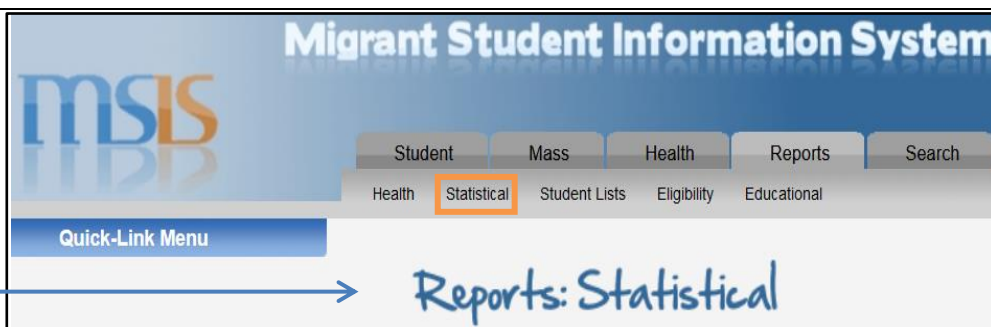 Migrant Student Information System
msis
Student Mass Health Reports Search
Health Statistical Student Lists Eligibility Educational
Quick-Link Menu
Reports: Statistical